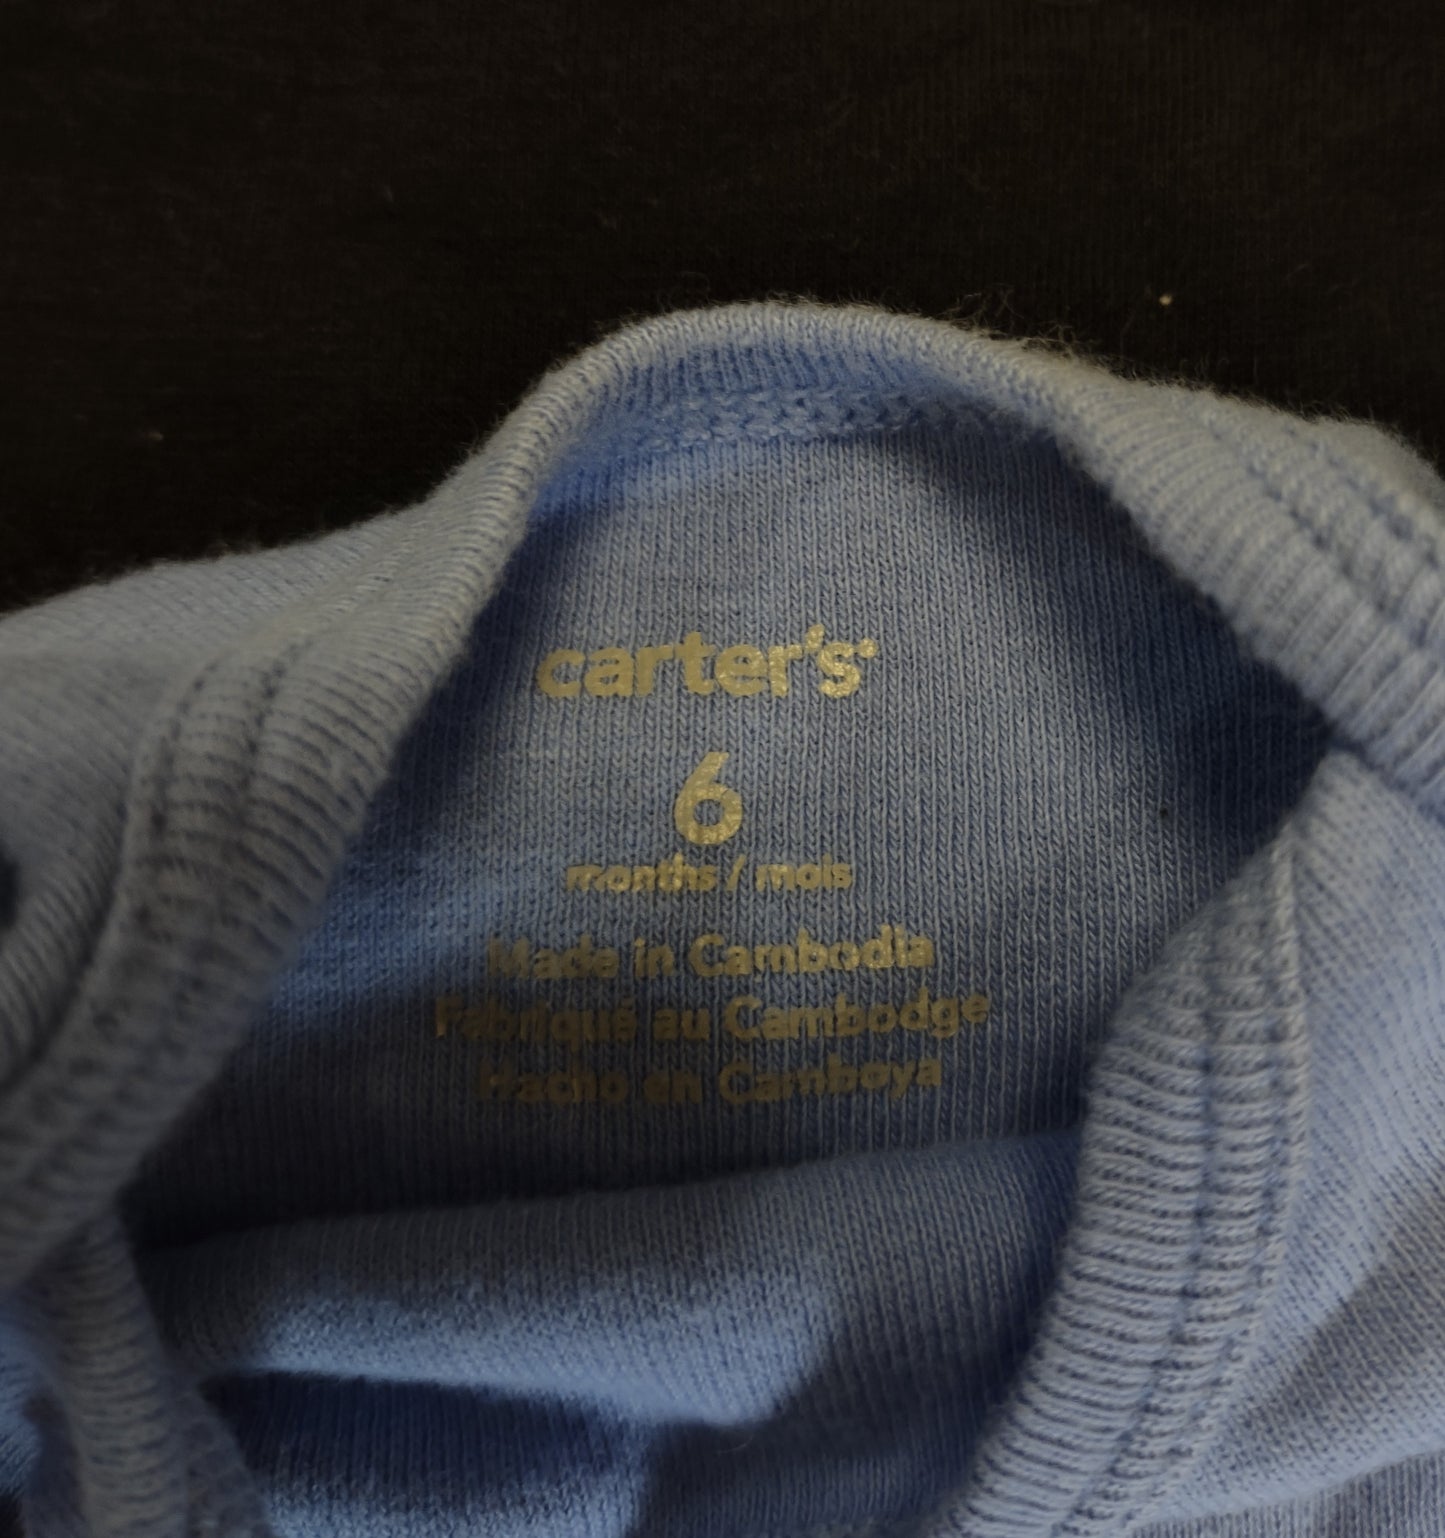 carter's
6
months / mois
Made in Cambodia
Fabriqué au Cambodge
Hecho en Camboya